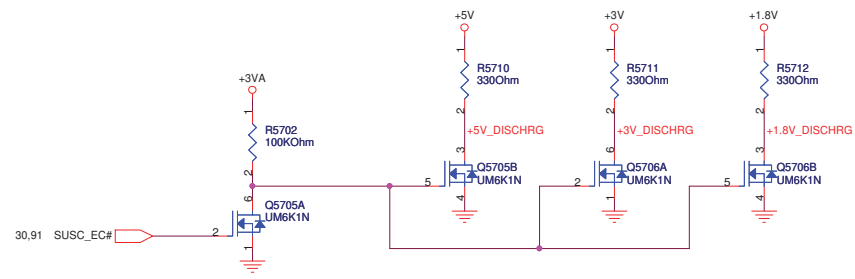 +5V
+3V
+1.8V
1
1
1
R5710
330Ohm
R5711
330Ohm
R5712
330Ohm
+3VA
2
2
2
1
R5702
100KOhm
+5V_DISCHRG
+3V_DISCHRG
+1.8V_DISCHRG
2
3
6
3
Q5705B
UM6K1N
Q5706A
UM6K1N
Q5706B
UM6K1N
5
2
5
4
1
4
6
Q5705A
UM6K1N
30,91 SUSC_EC#
2
1